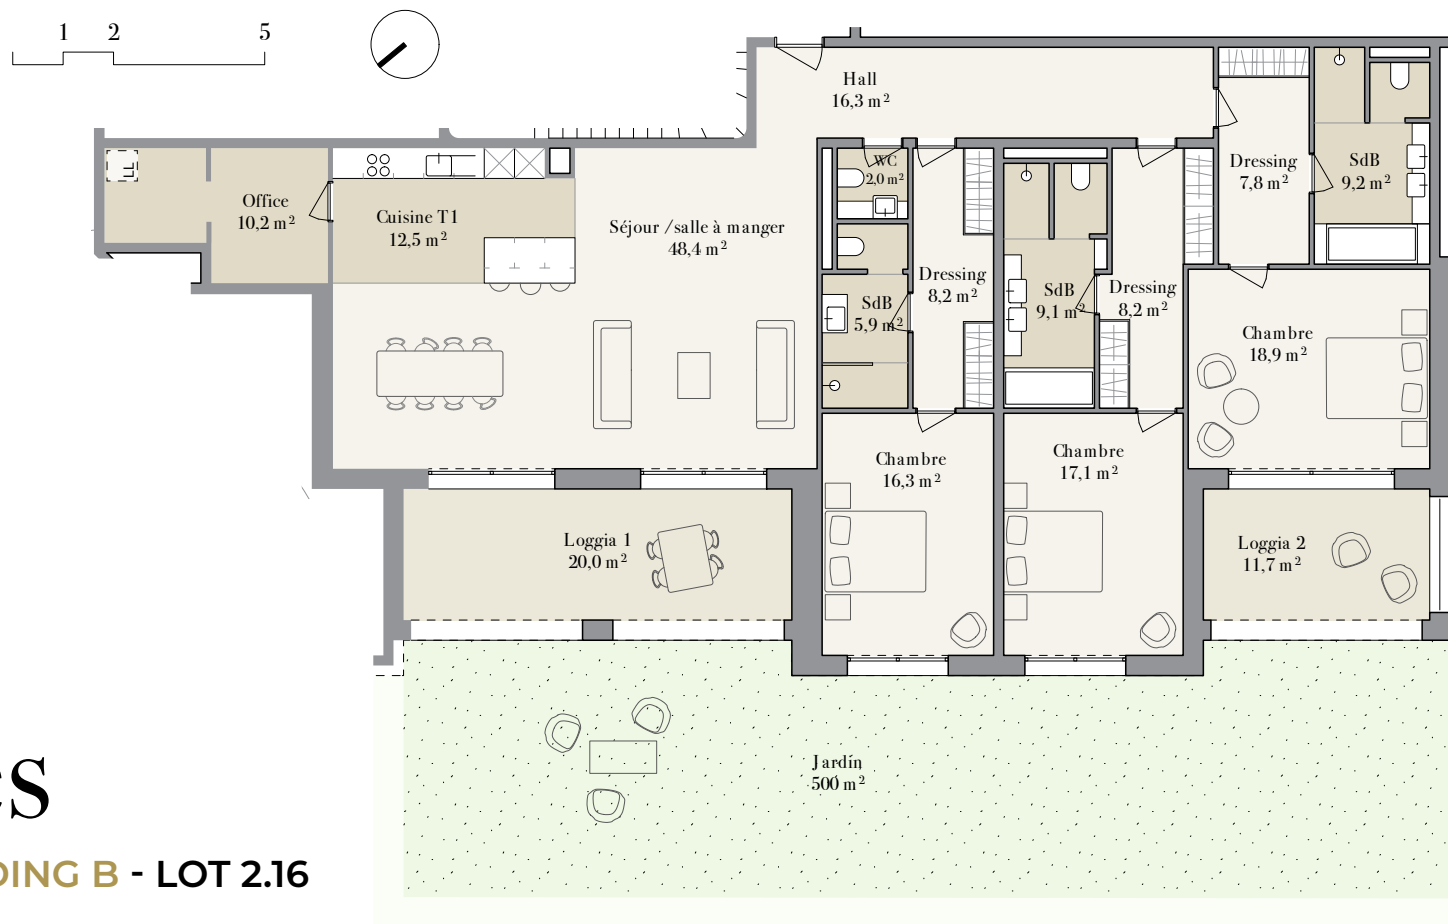 1 2 5
Hall
16,3 m²
WC
2,0 m²
Dressing
7,8 m²
SdB
9,2 m²
LL
Office
10,2 m²
Cuisine T1
12,5 m²
Séjour / salle à manger
48,4 m²
SdB
5,9 m²
Dressing
8,2 m²
SdB
9,1 m²
Dressing
8,2 m²
Chambre
18,9 m²
Chambre
16,3 m²
Chambre
17,1 m²
Loggia 1
20,0 m²
Loggia 2
11,7 m²
Jardín
500 m²
s
DING B - LOT 2.16